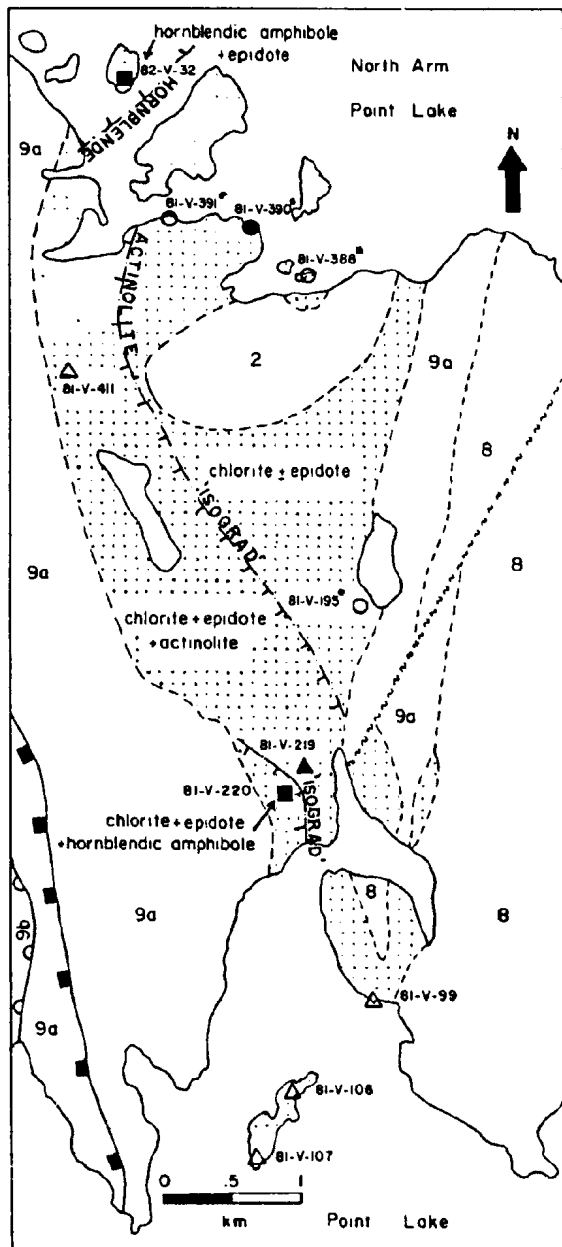 hornblendic amphibole
+epidote
North Arm
82-V-32
Point Lake
HORNBLENDE
9a
N
81-V-391*
81-V-390*
81-V-388*
ACTINOLITE
2
9a
81-V-411
8
chlorite ± epidote
'ISOGRAD'
8
9a
81-V-195*
chlorite + epidote
+ actinolite
9a
81-V-219
81-V-220
'ISOGRAD'
chlorite + epidote
+hornblendic amphibole
8
9a
8
9b
81-V-99
9a
81-V-106
81-V-107
0 .5 1
km
Point Lake